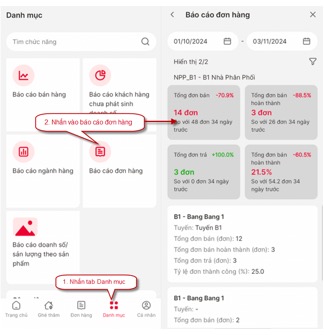 Danh mục
Tìm chức năng
Báo cáo bán hàng
Báo cáo khách hàng
chưa phát sinh
2. Nhấn vào báo cáo đơn hàng
Báo cáo ngành hàng
Báo cáo đơn hàng
Báo cáo doanh số/
sản lượng theo sản
phẩm
1. Nhấn tab Danh mục
Trang chủ
Ghé thăm
Đơn hàng
Danh mục
Cá nhân
Báo cáo đơn hàng
01/10/2024 - 03/11/2024
Hiển thị 2/2
NPP_B1 - B1 Nhà Phân Phối
Tổng đơn bán -70.9%
14 đơn
So với 48 đơn 34 ngày
trước
Tổng đơn bán -88.5%
hoàn thành
3 đơn
So với 26 đơn 34 ngày
trước
Tổng đơn trả +100.0%
3 đơn
So với 0 đơn 34 ngày
trước
Tỷ lệ đơn bán -60.5%
hoàn thành
21.5%
So với 54.2 đơn 34
ngày trước
B1 - Bang Bang 1
Tuyến: Tuyến B1
Tổng đơn bán (đơn): 12
Tổng đơn bán hoàn thành (đơn): 3
Tổng đơn trả (đơn): 3
Tỷ lệ đơn thành công (%): 25.0
B1 - Bang Bang 1
Tuyến: -
Tổng đơn bán (đơn): 2